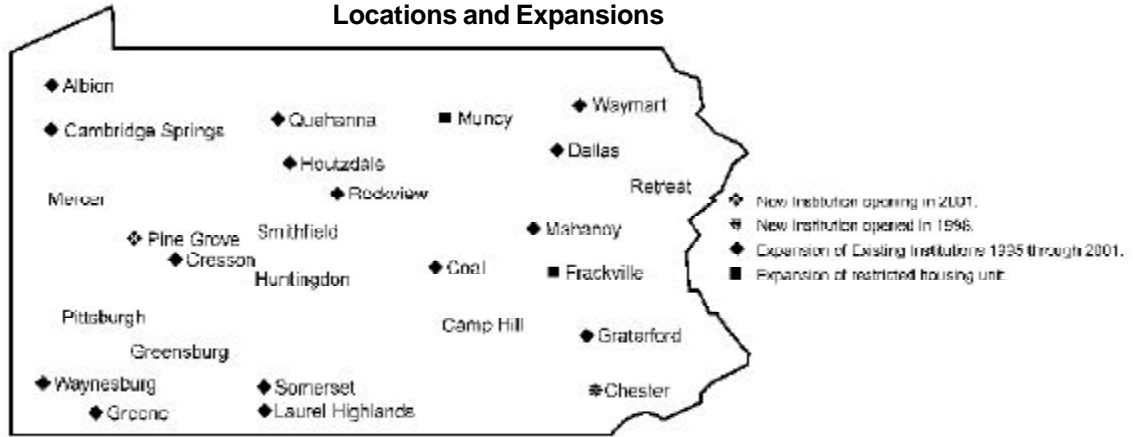 Locations and Expansions
Albion
Cambridge Springs
Quehanna
Muncy
Waymart
Houtzdale
Dallas
Mercer
Rockview
Retreat
Pine Grove
Smithfield
Mahanoy
Cresson
Huntingdon
Coal
Frackville
Pittsburgh
Camp Hill
Greensburg
Graterford
Waynesburg
Somerset
Chester
Greene
Laurel Highlands
New Institution opening in 2001.
New Institution opened in 1998.
Expansion of Existing Institutions 1995 through 2001.
Expansion of restricted housing unit